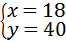 x = 18
y = 40